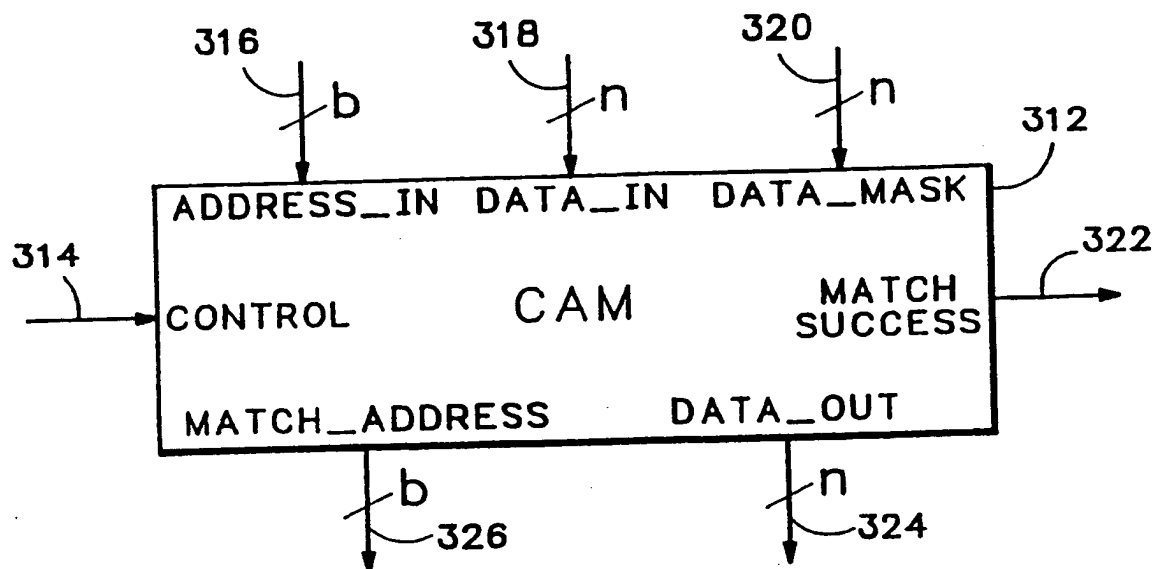 316
318
320
b
n
n
312
ADDRESS_IN DATA_IN DATA_MASK
314
322
CONTROL
CAM
MATCH
SUCCESS
MATCH_ADDRESS
DATA_OUT
b
n
326
324